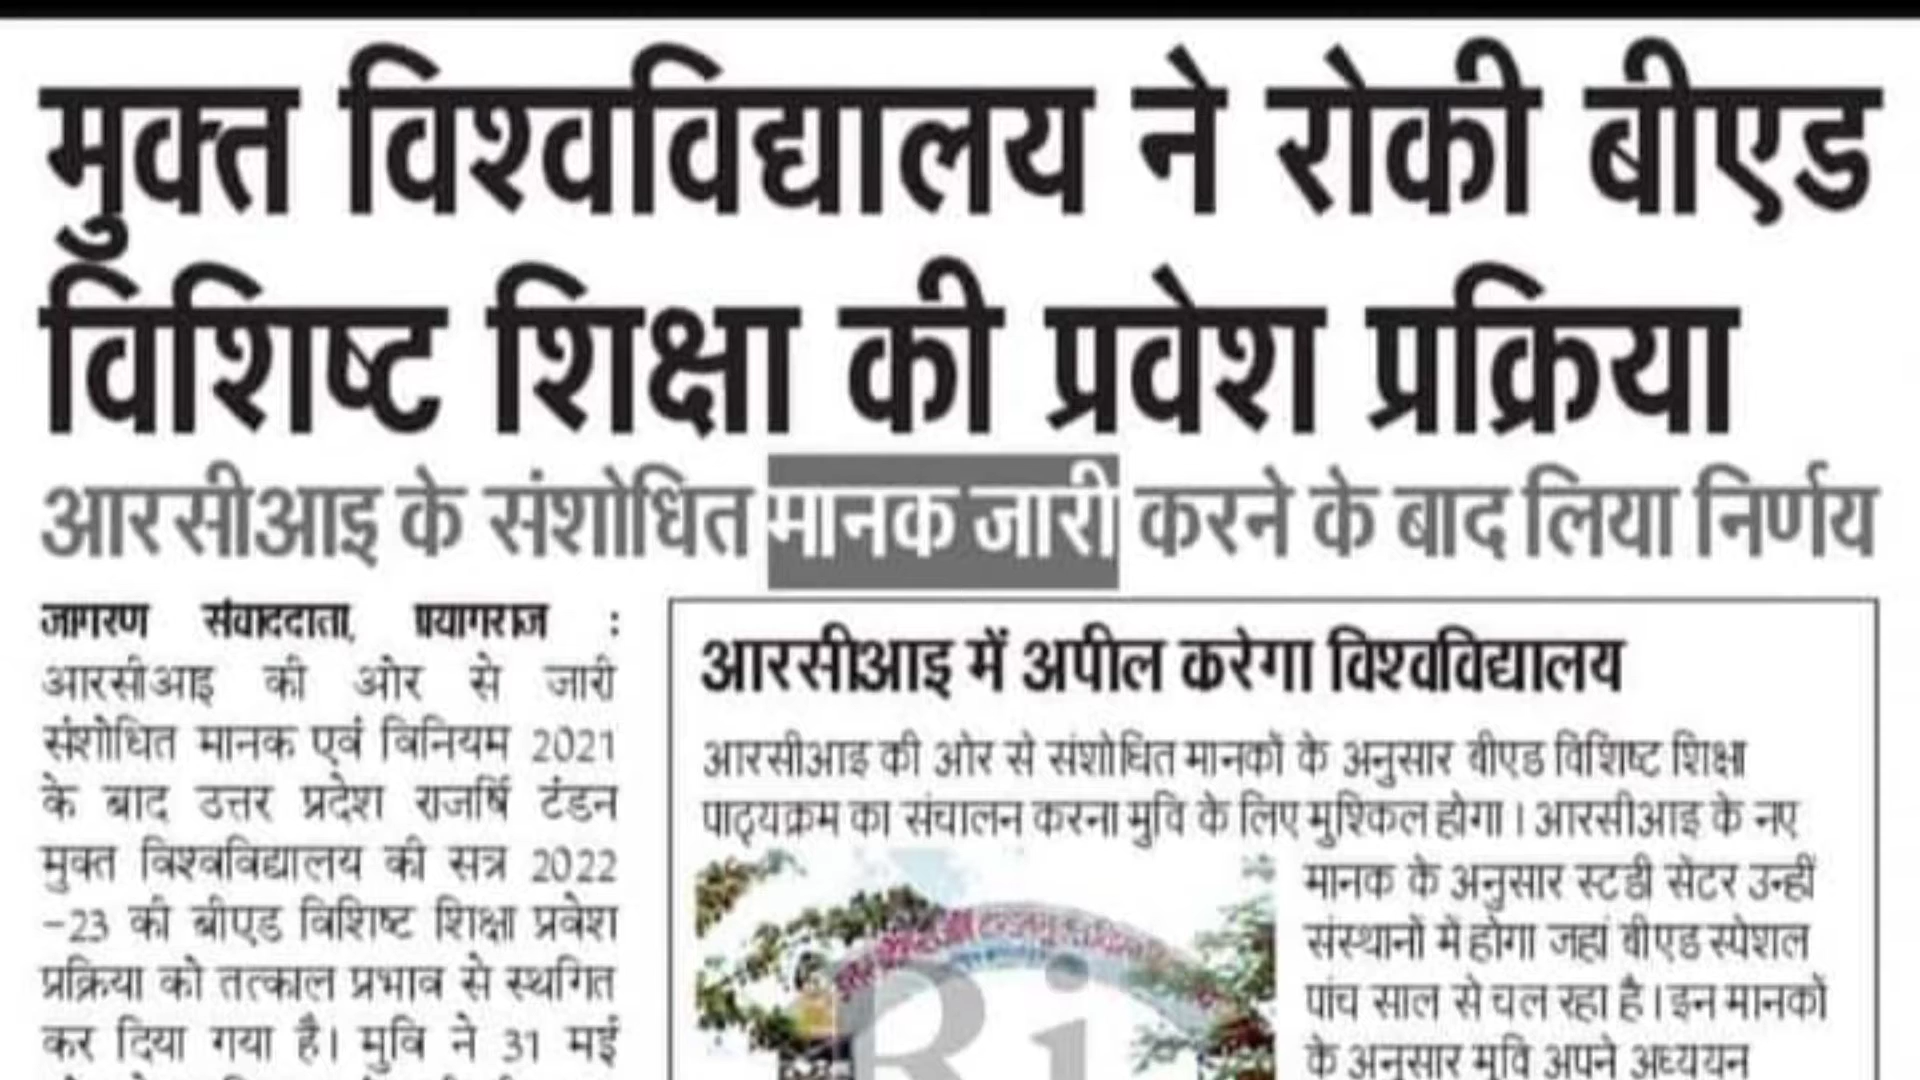 मुक्त विश्वविद्यालय ने रोकी बीएड
विशिष्ट शिक्षा की प्रवेश प्रक्रिया
आरसीआइ के संशोधित मानक जारी करने के बाद लिया निर्णय
जागरण संवाददाता, प्रयागराज :
आरसीआइ की ओर से जारी
संशोधित मानक एवं विनियम 2021
के बाद उत्तर प्रदेश राजर्षि टंडन
मुक्त विश्वविद्यालय की सत्र 2022
-23 की बीएड विशिष्ट शिक्षा प्रवेश
प्रक्रिया को तत्काल प्रभाव से स्थगित
कर दिया गया है। मुवि ने 31 मई
आरसीआइ में अपील करेगा विश्वविद्यालय
आरसीआइ की ओर से संशोधित मानकों के अनुसार बीएड विशिष्ट शिक्षा
पाठ्यक्रम का संचालन करना मुवि के लिए मुश्किल होगा। आरसीआइ के नए
मानक के अनुसार स्टडी सेंटर उन्हीं
संस्थानों में होगा जहां बीएड स्पेशल
पांच साल से चल रहा है। इन मानकों
के अनुसार मुवि अपने अध्ययन
Ri